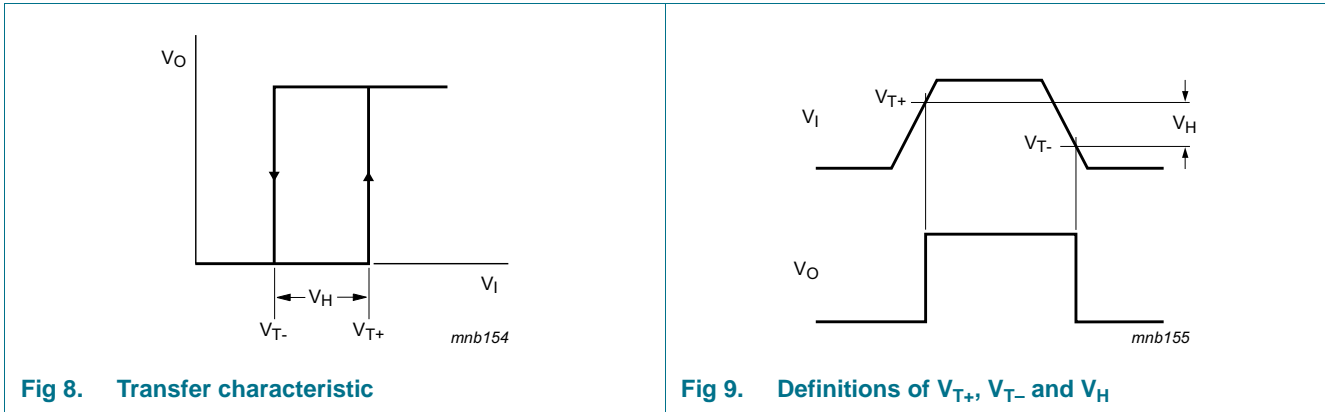 VO
VH
VI
VT-
VT+
mnb154
Fig 8. Transfer characteristic
VT+
VI
VH
VT-
VO
mnb155
Fig 9. Definitions of VT+, VT– and VH